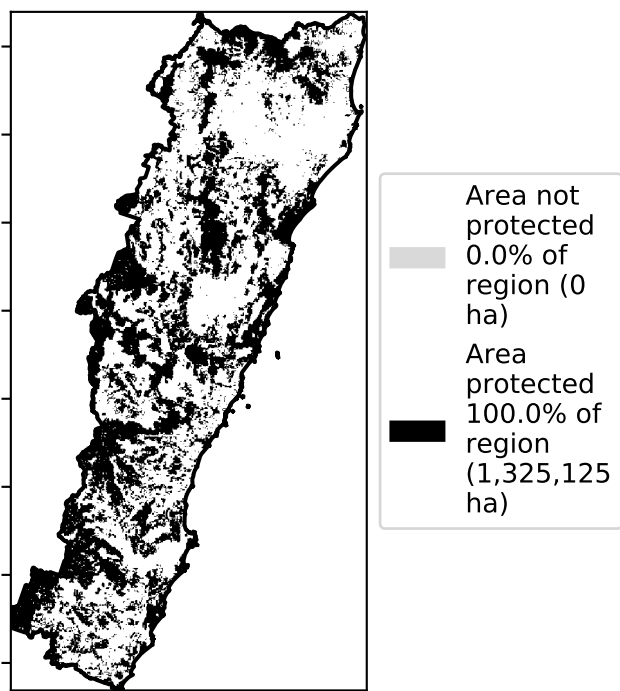 Area not
protected
0.0% of
region (0
ha)
Area
protected
100.0% of
region
(1,325,125
ha)